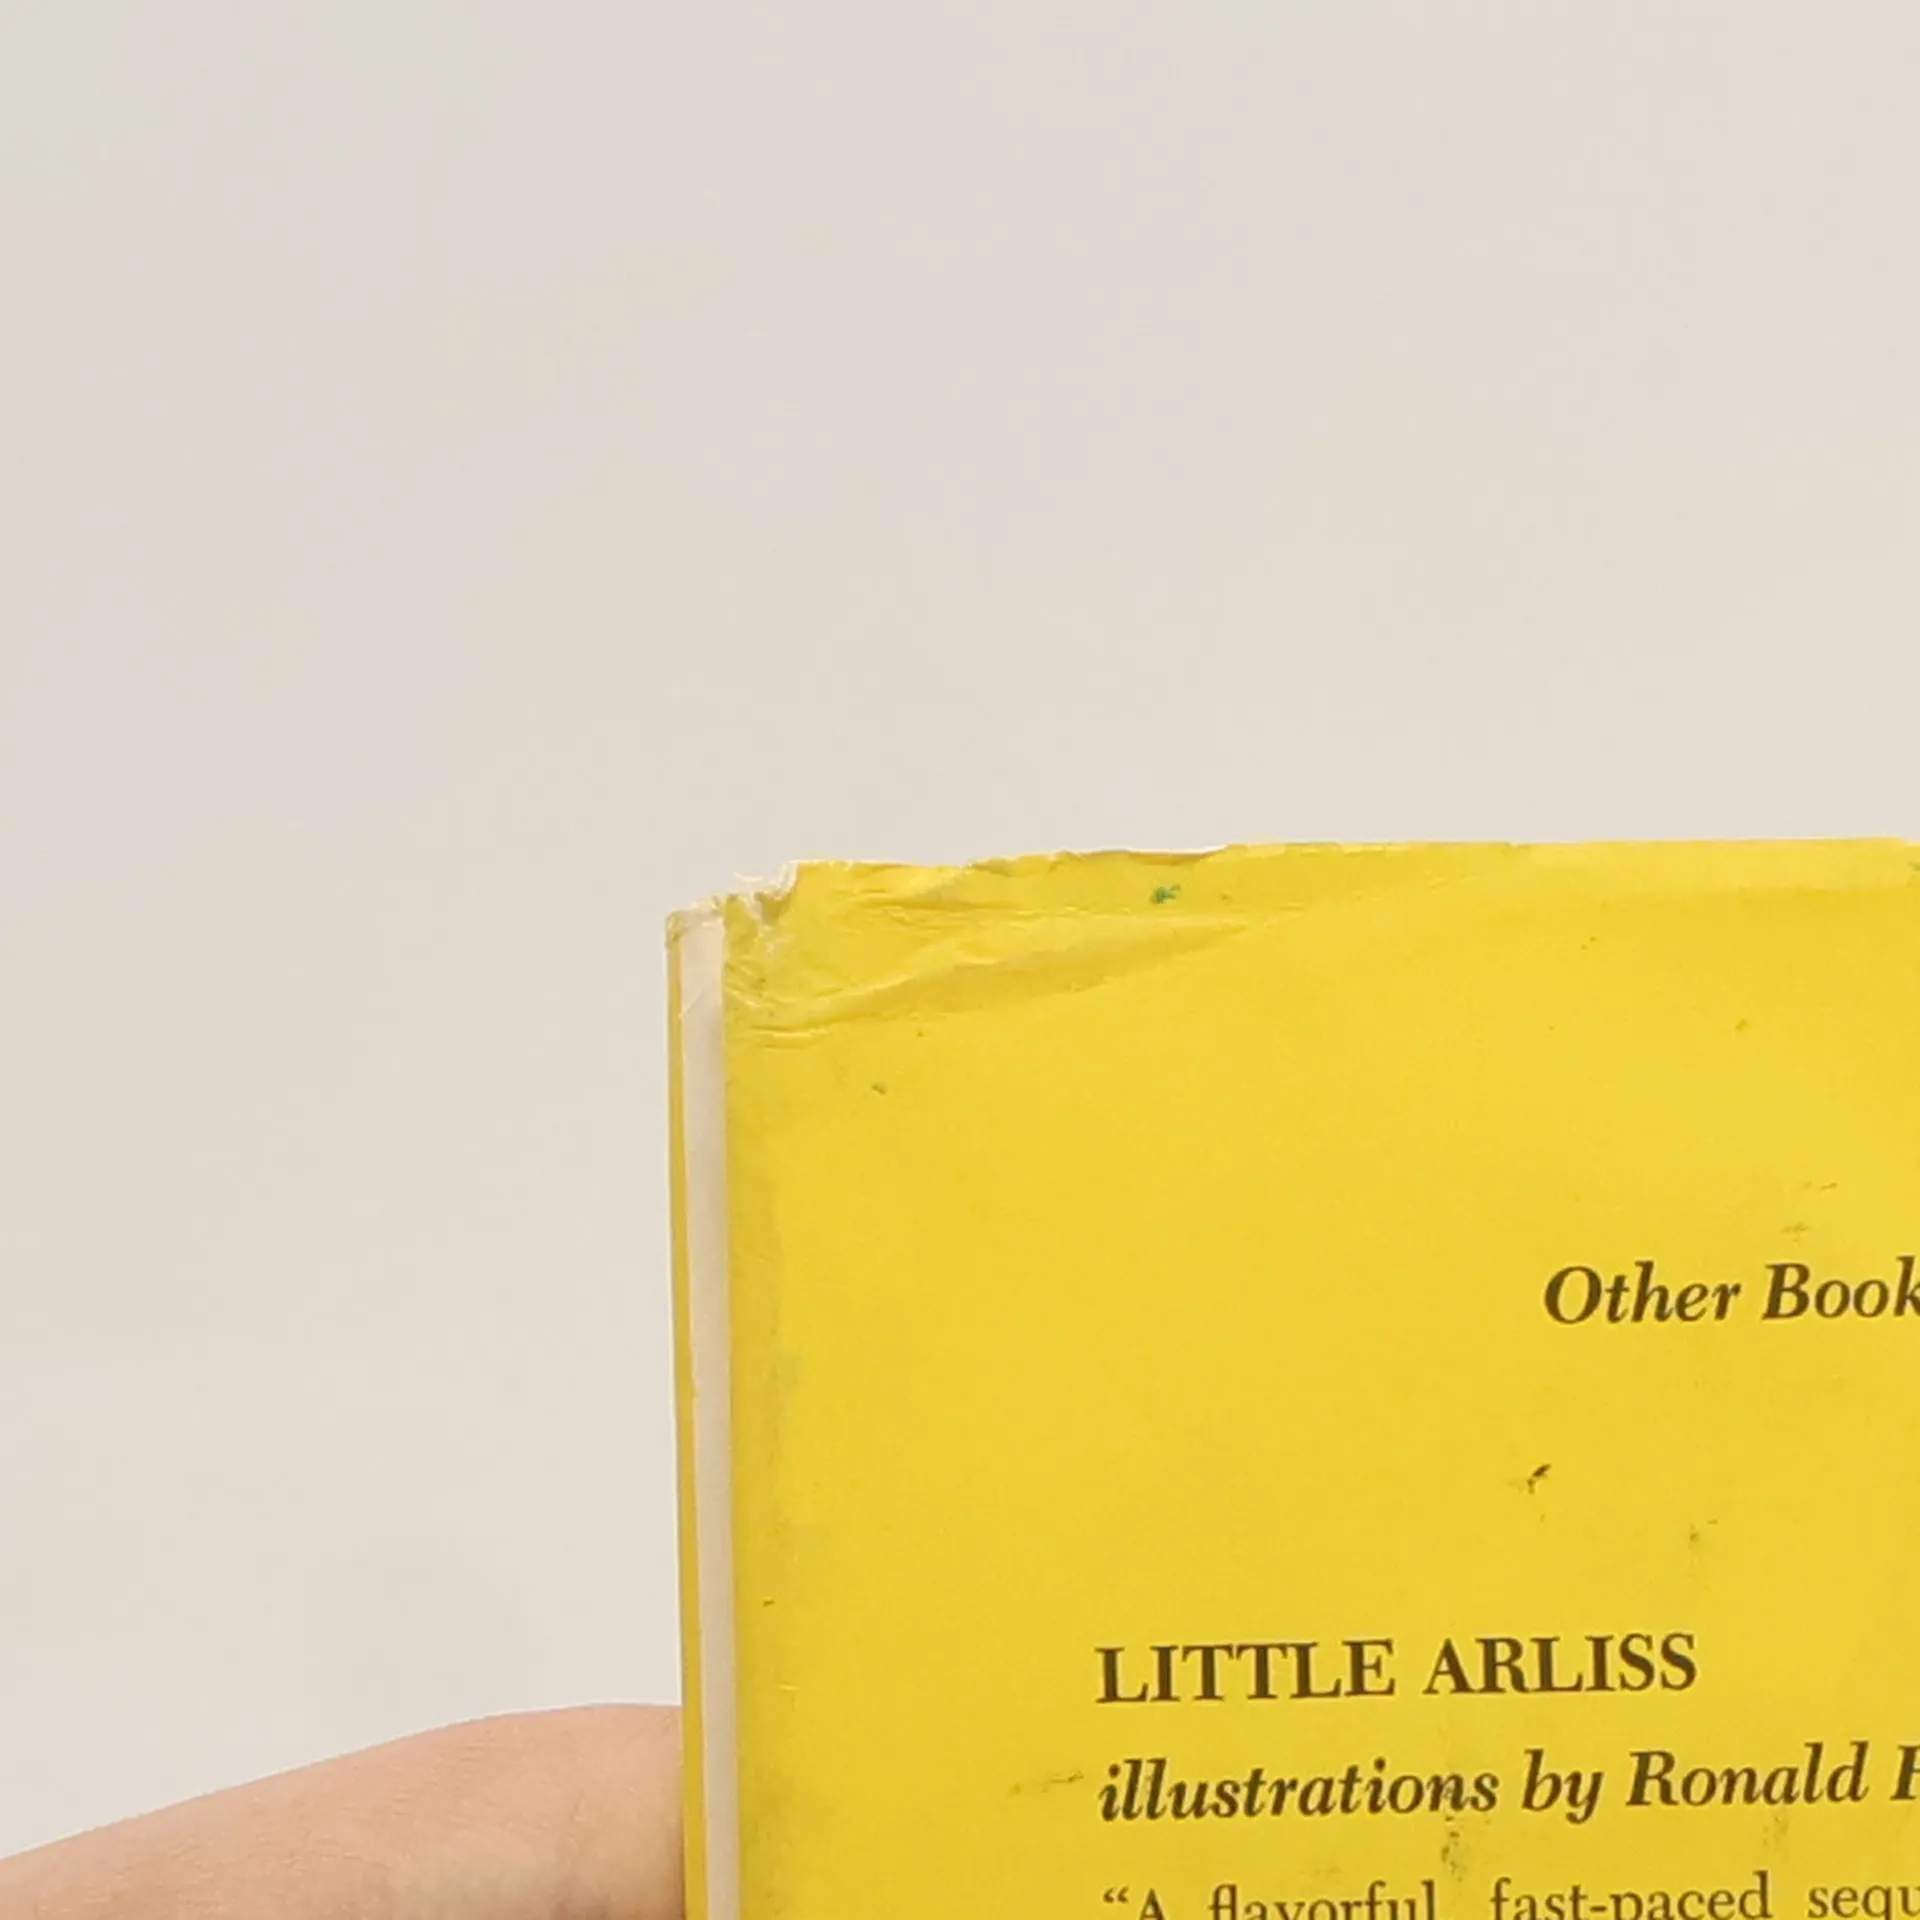 Other Book
LITTLE ARLISS
illustrations by Ronald
“A flavorful, fast-paced